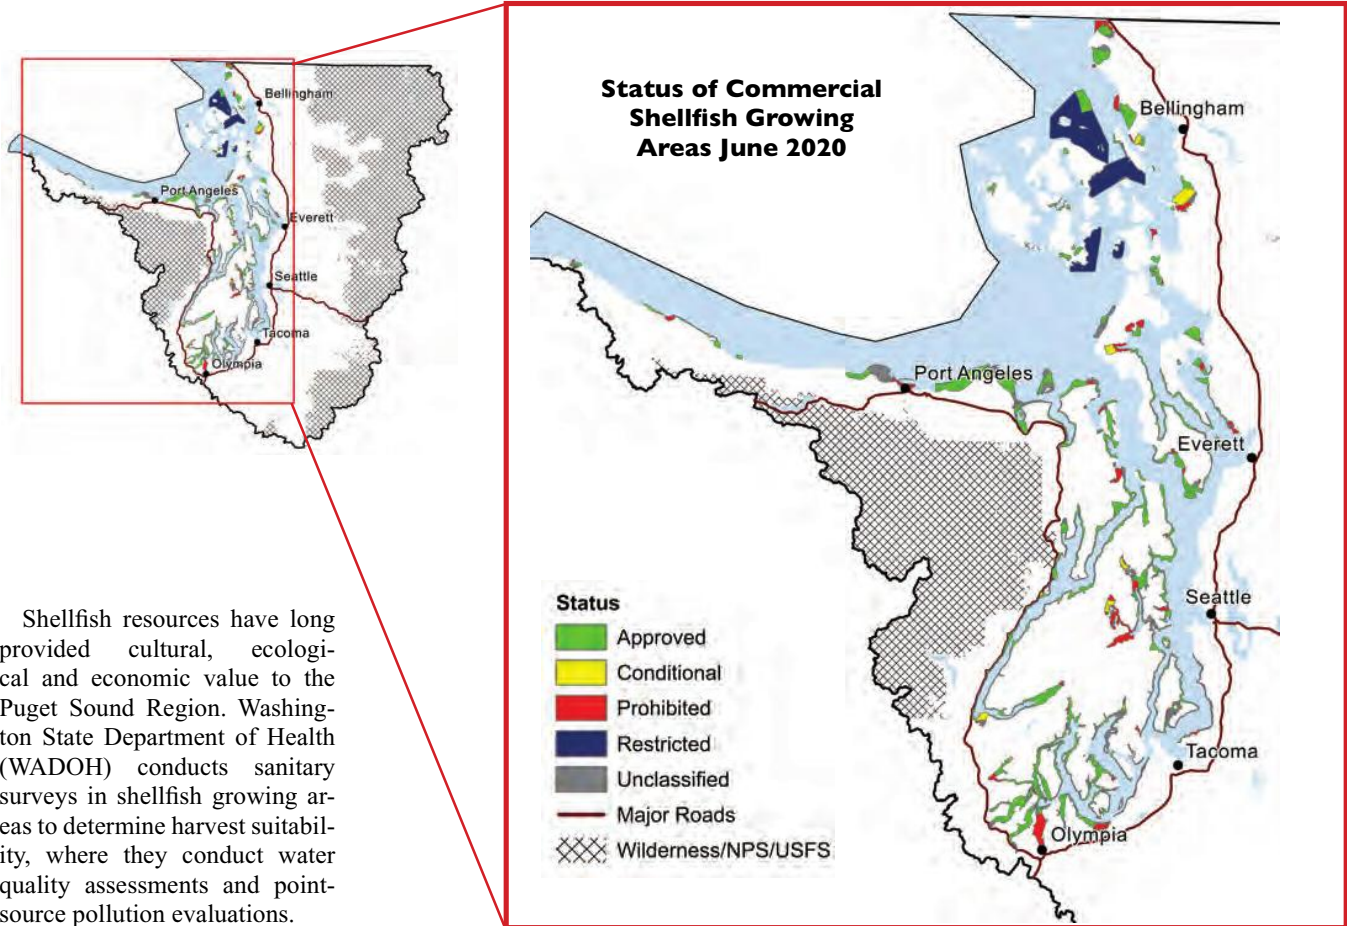 Bellingham
Port Angeles
Everett
Seattle
Tacoma
Olympia
Shellfish resources have long
provided cultural, ecologi-
cal and economic value to the
Puget Sound Region. Washing-
ton State Department of Health
(WADOH) conducts sanitary
surveys in shellfish growing ar-
eas to determine harvest suitabil-
ity, where they conduct water
quality assessments and point-
source pollution evaluations.
Status of Commercial
Shellfish Growing
Areas June 2020
Bellingham
Port Angeles
Everett
Seattle
Tacoma
Olympia
Status
Approved
Conditional
Prohibited
Restricted
Unclassified
Major Roads
Wilderness/NPS/USFS